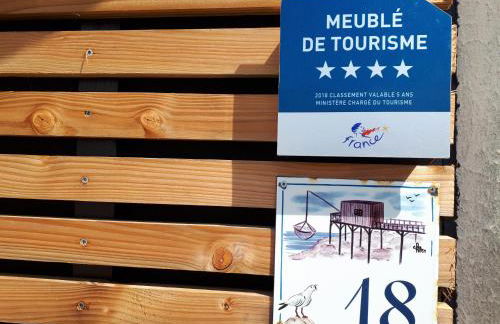 MEUBLÉ
DE TOURISME
★★★★
2018 CLASSEMENT VALABLE 5 ANS
MINISTÈRE CHARGÉ DU TOURISME
france
18